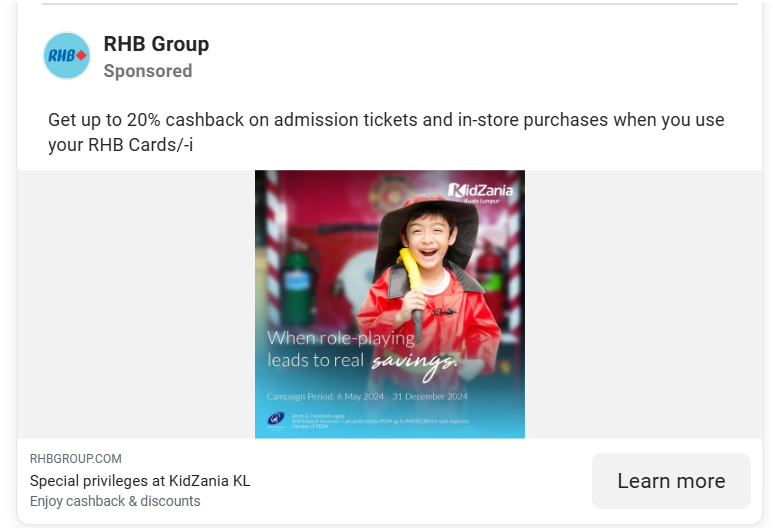 RHB
RHB Group
Sponsored
Get up to 20% cashback on admission tickets and in-store purchases when you use
your RHB Cards/-i
KidZania
Kuala Lumpur
When role-playing
leads to real savings.
Campaign Period: 6 May 2024 - 31 December 2024
Terms & Conditions apply.
Member of PIDM
RHBGROUP.COM
Special privileges at KidZania KL
Enjoy cashback & discounts
Learn more